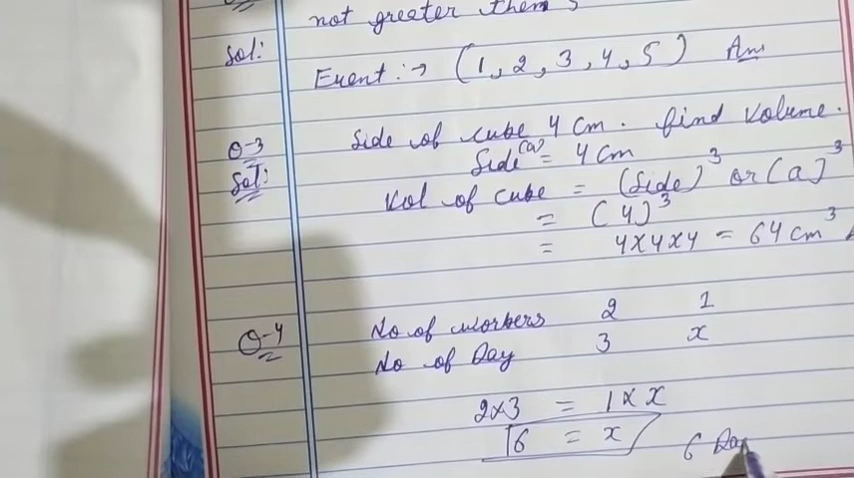 not greater them 5
Sol:
Event :→ (1, 2, 3, 4, 5) Ans
Q-3 Side of cube 4 cm. find Volume.
Sol: Side (a) = 4 cm
Vol of cube = (Side)³ or (a)³
= (4)³
= 4×4×4 = 64 cm³
Q-4 No of workers 2 1
No of Day 3 x
2×3 = 1×x
6 = x 6 Day